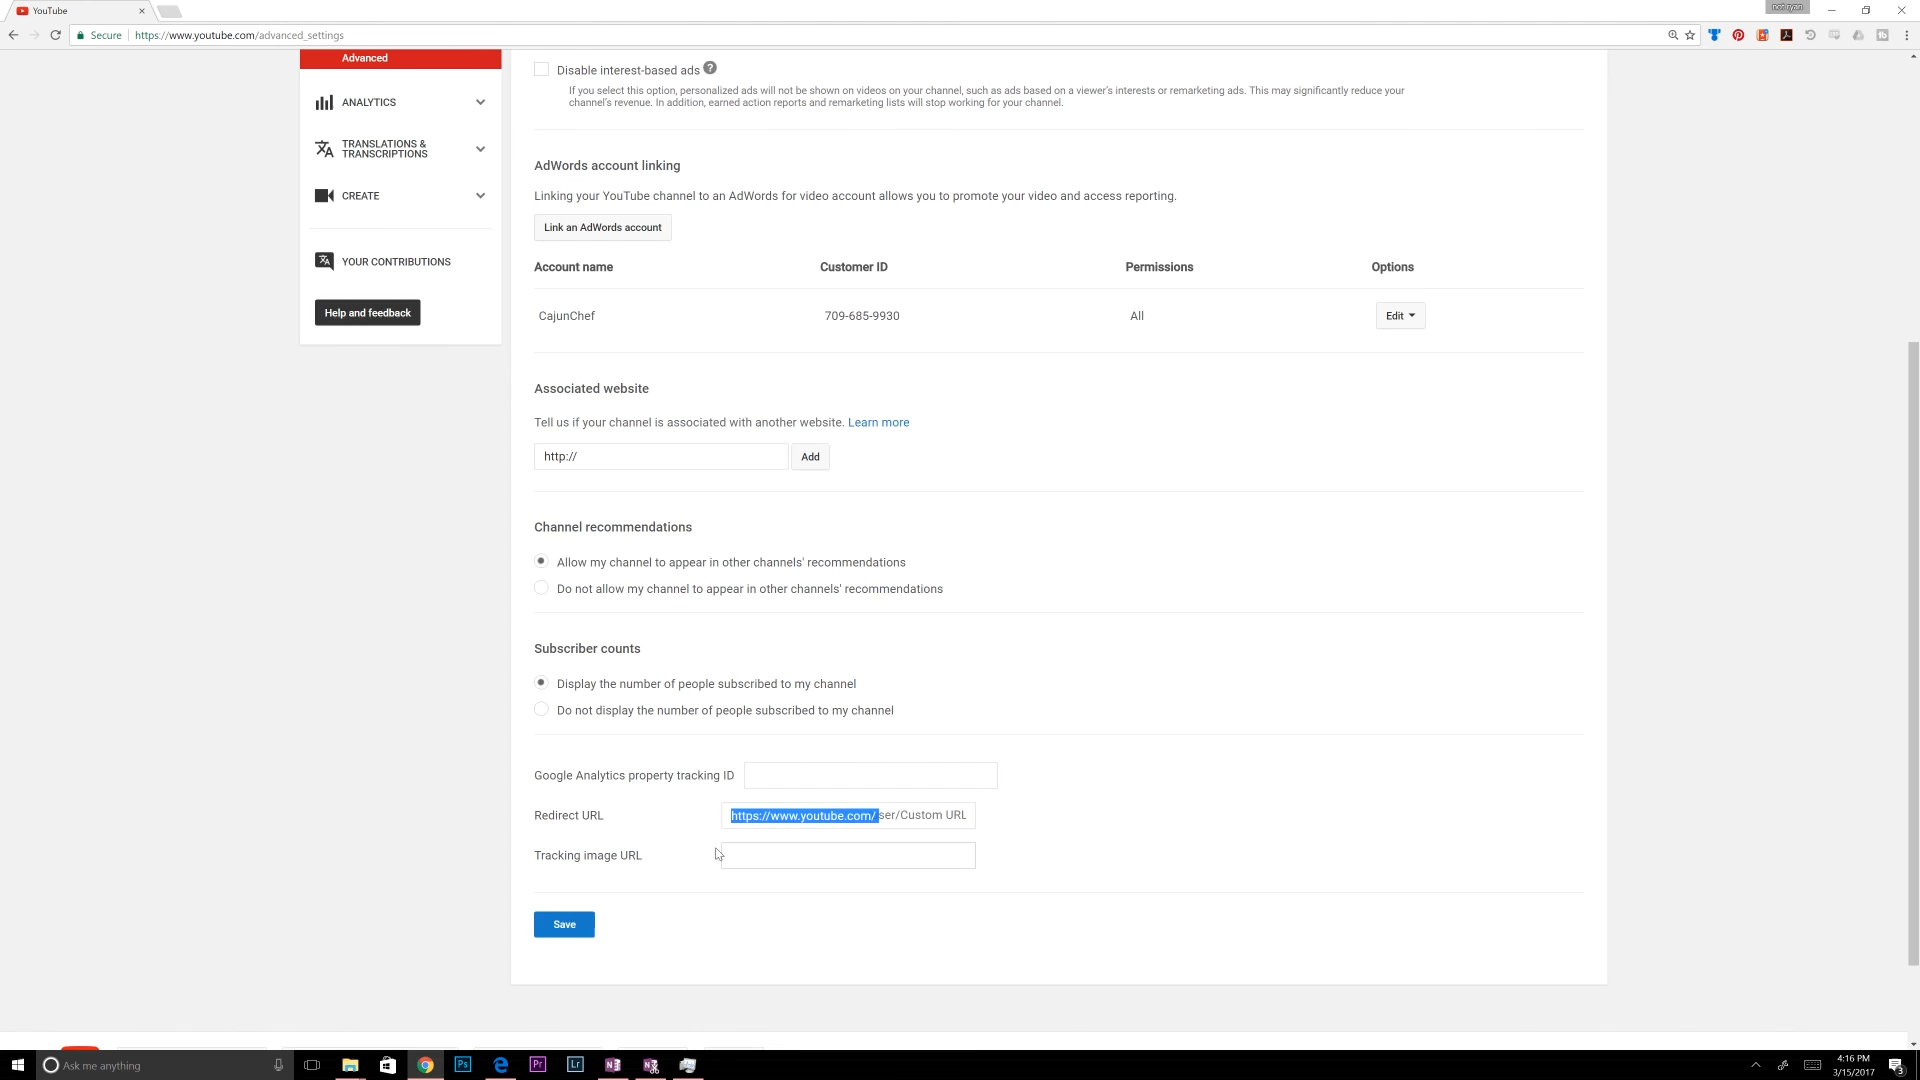 YouTube
not ryan
Secure https://www.youtube.com/advanced_settings
Advanced
ANALYTICS
TRANSLATIONS &
TRANSCRIPTIONS
CREATE
YOUR CONTRIBUTIONS
Help and feedback
Disable interest-based ads ?
If you select this option, personalized ads will not be shown on videos on your channel, such as ads based on a viewer's interests or remarketing ads. This may significantly reduce your
channel's revenue. In addition, earned action reports and remarketing lists will stop working for your channel.
AdWords account linking
Linking your YouTube channel to an AdWords for video account allows you to promote your video and access reporting.
Link an AdWords account
Account name Customer ID Permissions Options
CajunChef 709-685-9930 All Edit
Associated website
Tell us if your channel is associated with another website. Learn more
http:// Add
Channel recommendations
Allow my channel to appear in other channels' recommendations
Do not allow my channel to appear in other channels' recommendations
Subscriber counts
Display the number of people subscribed to my channel
Do not display the number of people subscribed to my channel
Google Analytics property tracking ID
Redirect URL https://www.youtube.com/ser/Custom URL
Tracking image URL
Save
Ask me anything
Ps
Pr
Lr
4:16 PM
3/15/2017
3